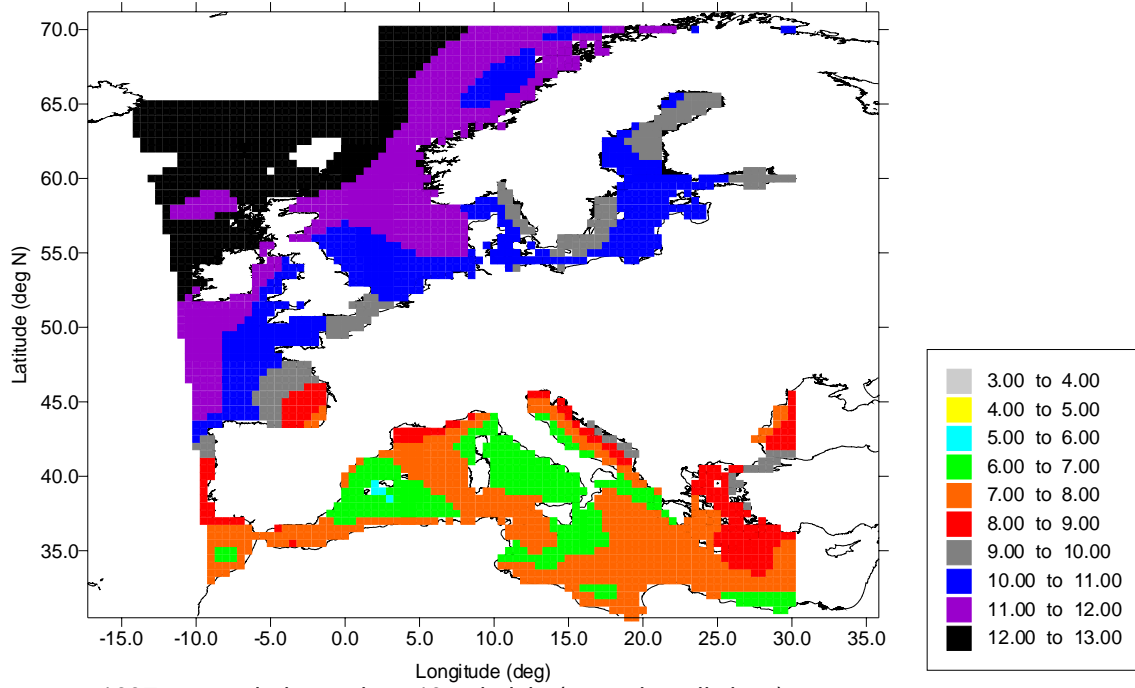 70.0
65.0
60.0
55.0
50.0
45.0
40.0
35.0
Latitude (deg N)
-15.0 -10.0 -5.0 0.0 5.0 10.0 15.0 20.0 25.0 30.0 35.0
Longitude (deg)
3.00 to 4.00
4.00 to 5.00
5.00 to 6.00
6.00 to 7.00
7.00 to 8.00
8.00 to 9.00
9.00 to 10.00
10.00 to 11.00
11.00 to 12.00
12.00 to 13.00